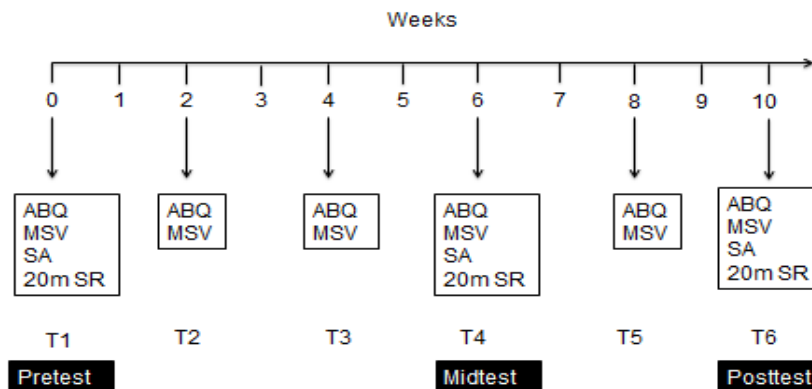 Weeks
0 1 2 3 4 5 6 7 8 9 10
ABQ
MSV
SA
20m SR
ABQ
MSV
ABQ
MSV
ABQ
MSV
SA
20m SR
ABQ
MSV
ABQ
MSV
SA
20m SR
T1 T2 T3 T4 T5 T6
Pretest Midtest Posttest